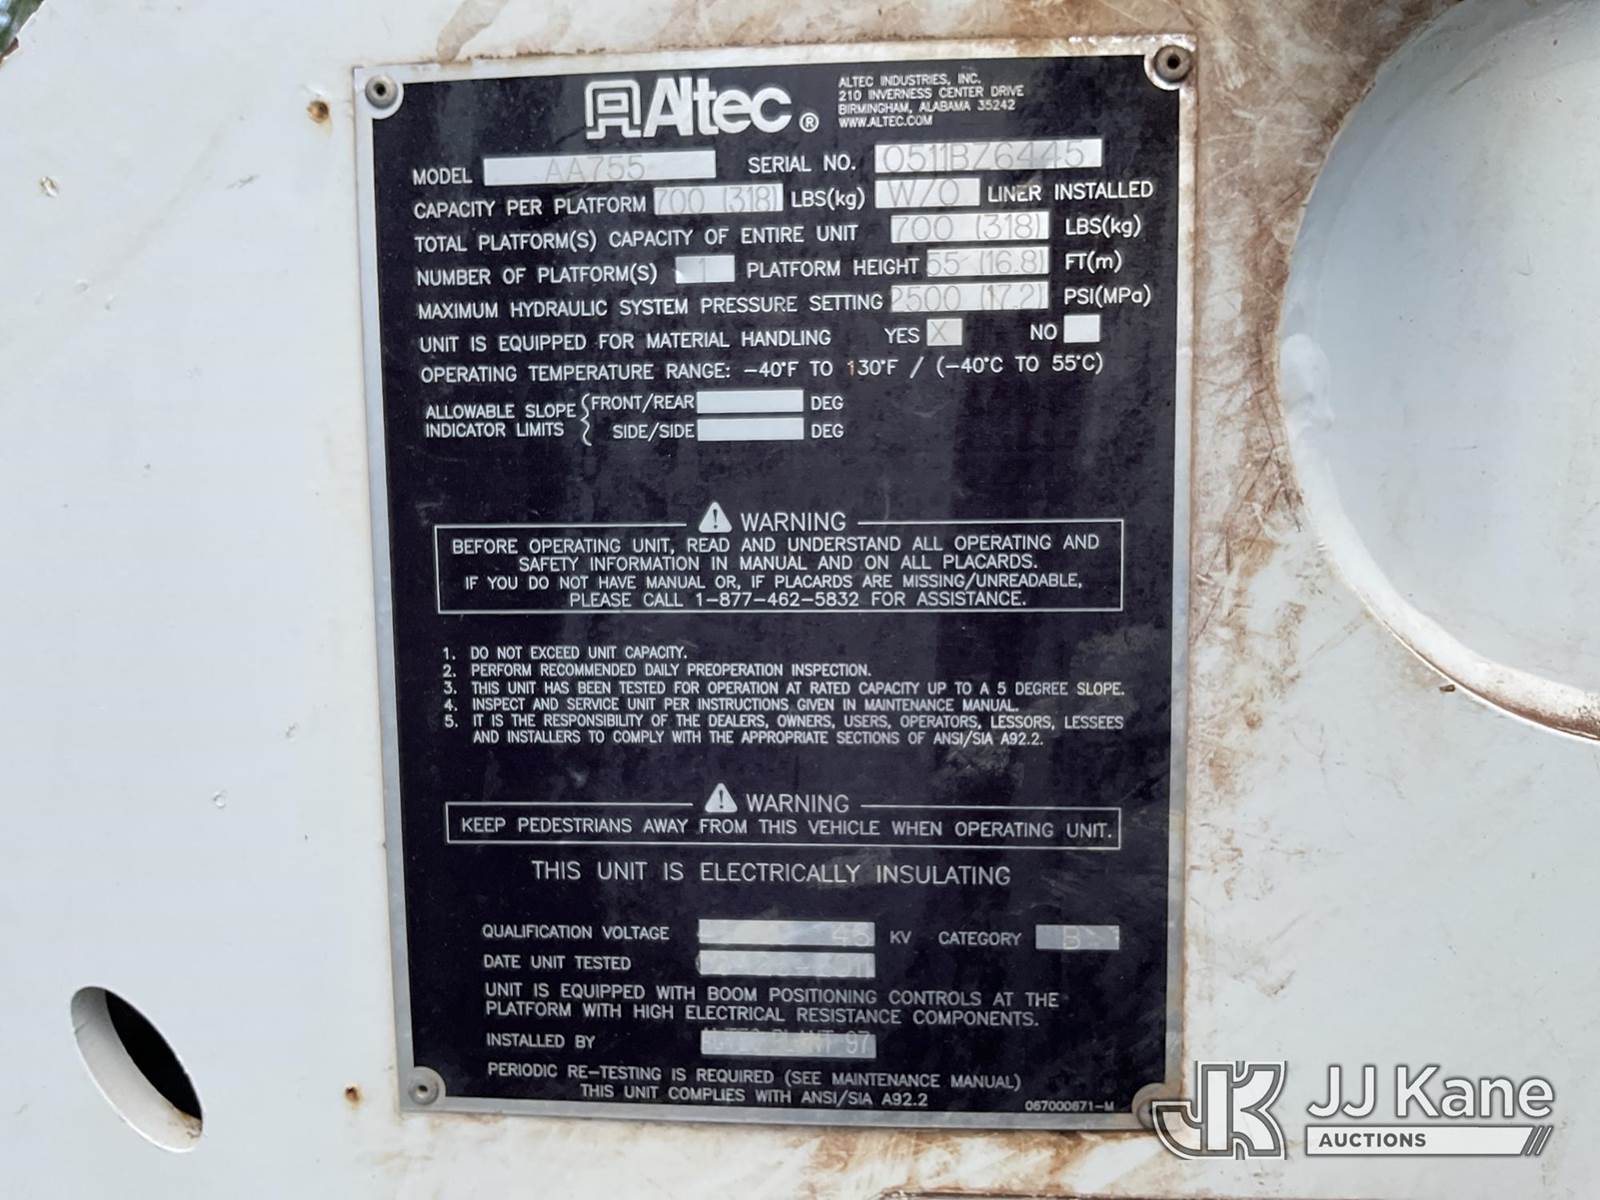 Altec®
ALTEC INDUSTRIES, INC.
210 INVERNESS CENTER DRIVE
BIRMINGHAM, ALABAMA 35242
WWW.ALTEC.COM
MODEL AA755 SERIAL NO. 0511BZ6445
CAPACITY PER PLATFORM 700 (318) LBS(kg) W/O LINER INSTALLED
TOTAL PLATFORM(S) CAPACITY OF ENTIRE UNIT 700 (318) LBS(kg)
NUMBER OF PLATFORM(S) 1 PLATFORM HEIGHT 55 (16.8) FT(m)
MAXIMUM HYDRAULIC SYSTEM PRESSURE SETTING 2500 (17.2) PSI(MPa)
UNIT IS EQUIPPED FOR MATERIAL HANDLING YES X NO
OPERATING TEMPERATURE RANGE: -40°F TO 130°F / (-40°C TO 55°C)
ALLOWABLE SLOPE INDICATOR LIMITS
FRONT/REAR DEG
SIDE/SIDE DEG
WARNING
BEFORE OPERATING UNIT, READ AND UNDERSTAND ALL OPERATING AND
SAFETY INFORMATION IN MANUAL AND ON ALL PLACARDS.
IF YOU DO NOT HAVE MANUAL OR, IF PLACARDS ARE MISSING/UNREADABLE,
PLEASE CALL 1-877-462-5832 FOR ASSISTANCE.
1. DO NOT EXCEED UNIT CAPACITY.
2. PERFORM RECOMMENDED DAILY PREOPERATION INSPECTION.
3. THIS UNIT HAS BEEN TESTED FOR OPERATION AT RATED CAPACITY UP TO A 5 DEGREE SLOPE.
4. INSPECT AND SERVICE UNIT PER INSTRUCTIONS GIVEN IN MAINTENANCE MANUAL.
5. IT IS THE RESPONSIBILITY OF THE DEALERS, OWNERS, USERS, OPERATORS, LESSORS, LESSEES
AND INSTALLERS TO COMPLY WITH THE APPROPRIATE SECTIONS OF ANSI/SIA A92.2.
WARNING
KEEP PEDESTRIANS AWAY FROM THIS VEHICLE WHEN OPERATING UNIT.
THIS UNIT IS ELECTRICALLY INSULATING
QUALIFICATION VOLTAGE 46 KV CATEGORY B
DATE UNIT TESTED
UNIT IS EQUIPPED WITH BOOM POSITIONING CONTROLS AT THE
PLATFORM WITH HIGH ELECTRICAL RESISTANCE COMPONENTS.
INSTALLED BY ALTEC PLANT 97
PERIODIC RE-TESTING IS REQUIRED (SEE MAINTENANCE MANUAL)
THIS UNIT COMPLIES WITH ANSI/SIA A92.2
067000671-M
JJ Kane
AUCTIONS